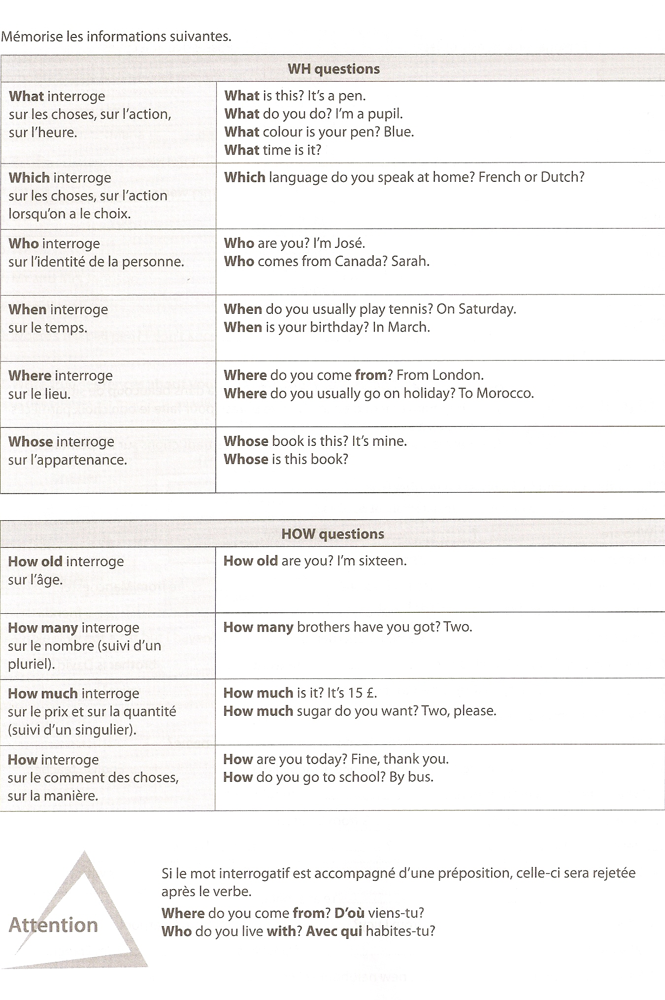 Mémorise les informations suivantes.
WH questions
What interroge
sur les choses, sur l'action,
sur l'heure.
What is this? It's a pen.
What do you do? I'm a pupil.
What colour is your pen? Blue.
What time is it?
Which interroge
sur les choses, sur l'action
lorsqu'on a le choix.
Which language do you speak at home? French or Dutch?
Who interroge
sur l'identité de la personne.
Who are you? I'm José.
Who comes from Canada? Sarah.
When interroge
sur le temps.
When do you usually play tennis? On Saturday.
When is your birthday? In March.
Where interroge
sur le lieu.
Where do you come from? From London.
Where do you usually go on holiday? To Morocco.
Whose interroge
sur l'appartenance.
Whose book is this? It's mine.
Whose is this book?
HOW questions
How old interroge
sur l'âge.
How old are you? I'm sixteen.
How many interroge
sur le nombre (suivi d'un
pluriel).
How many brothers have you got? Two.
How much interroge
sur le prix et sur la quantité
(suivi d'un singulier).
How much is it? It's 15 £.
How much sugar do you want? Two, please.
How interroge
sur le comment des choses,
sur la manière.
How are you today? Fine, thank you.
How do you go to school? By bus.
Attention
Si le mot interrogatif est accompagné d'une préposition, celle-ci sera rejetée
après le verbe.
Where do you come from? D'où viens-tu?
Who do you live with? Avec qui habites-tu?